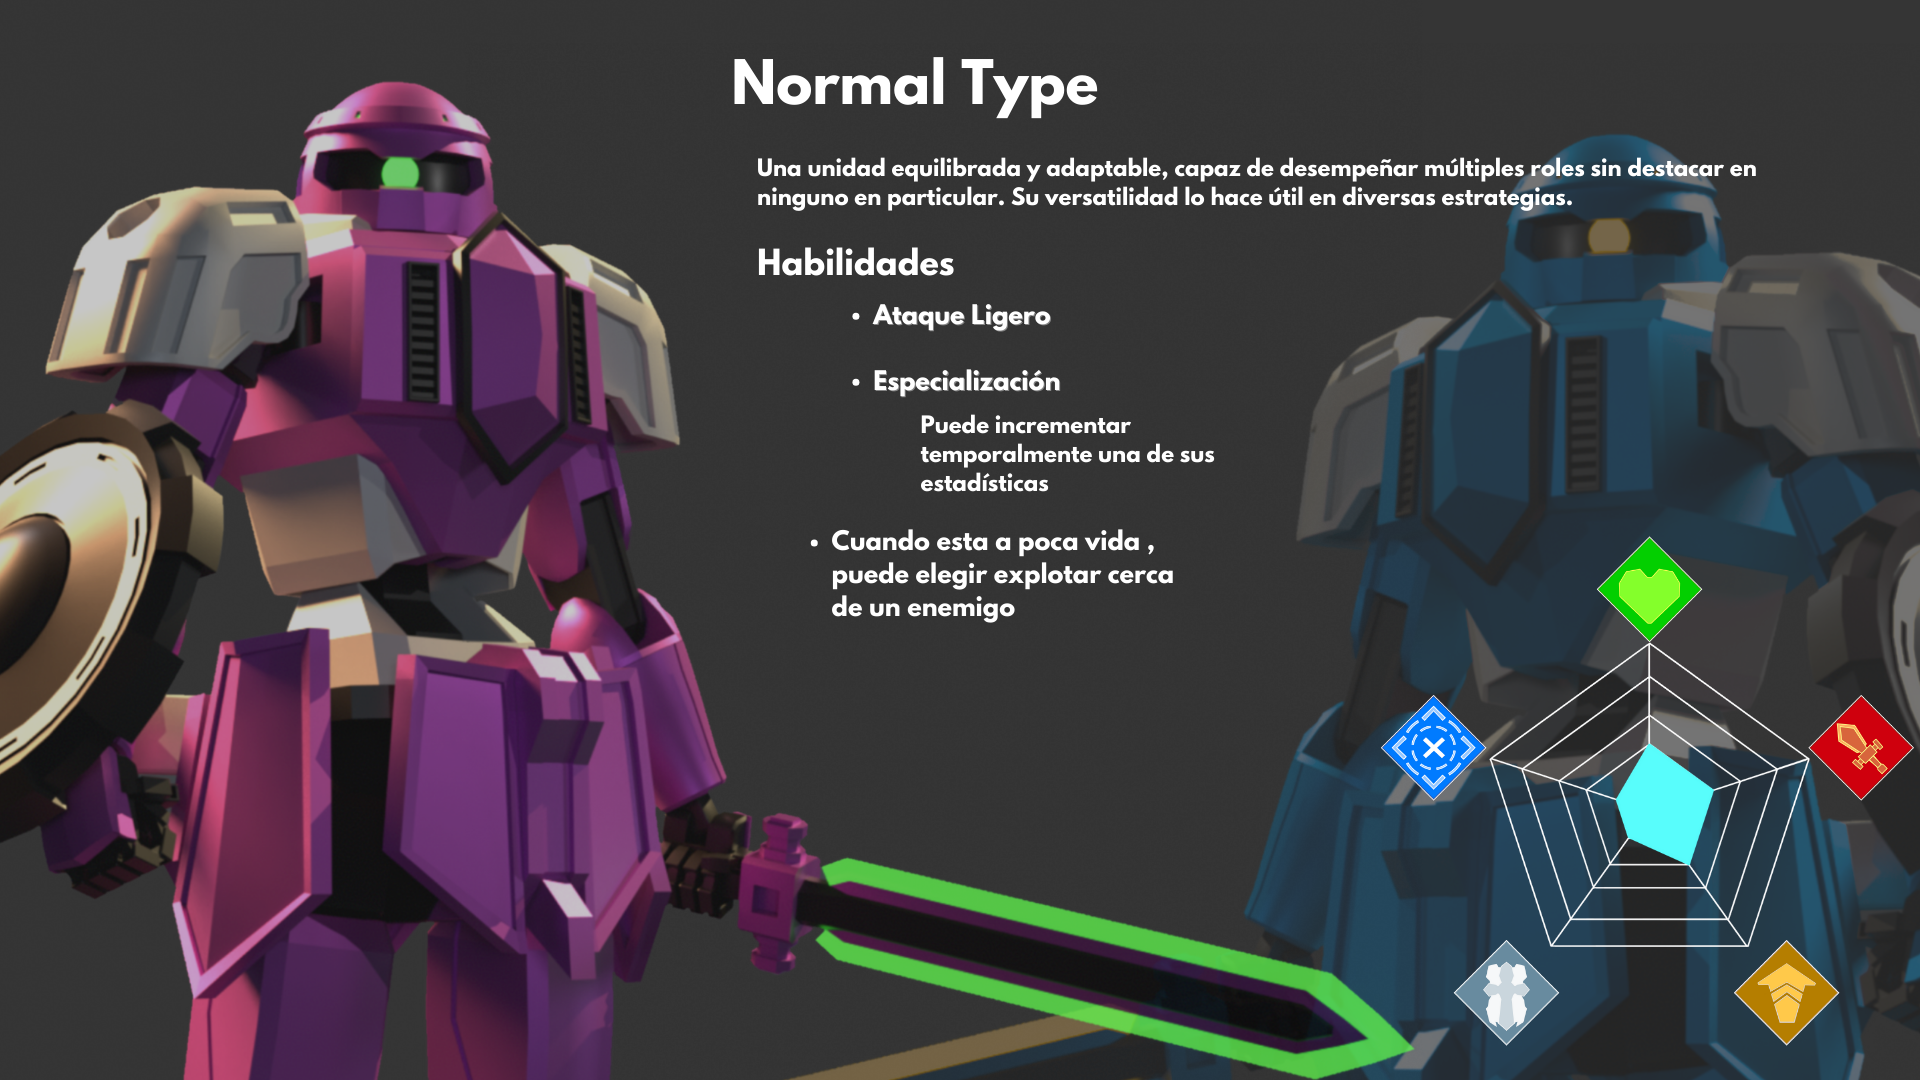 Normal Type
Una unidad equilibrada y adaptable, capaz de desempeñar múltiples roles sin destacar en
ninguno en particular. Su versatilidad lo hace útil en diversas estrategias.
Habilidades
• Ataque Ligero
• Especialización
Puede incrementar
temporalmente una de sus
estadísticas
• Cuando esta a poca vida ,
puede elegir explotar cerca
de un enemigo